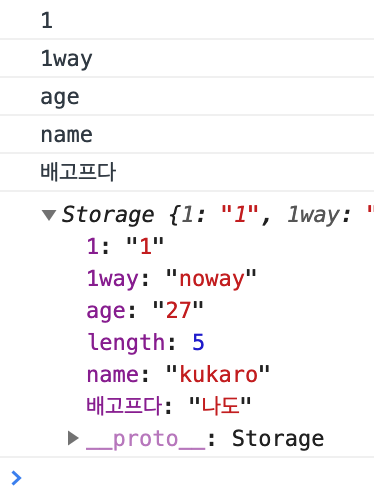 1
1way
age
name
배고프다
▼Storage {1: "1", 1way: "
1: "1"
1way: "noway"
age: "27"
length: 5
name: "kukaro"
배고프다: "나도"
▶__proto__: Storage
>